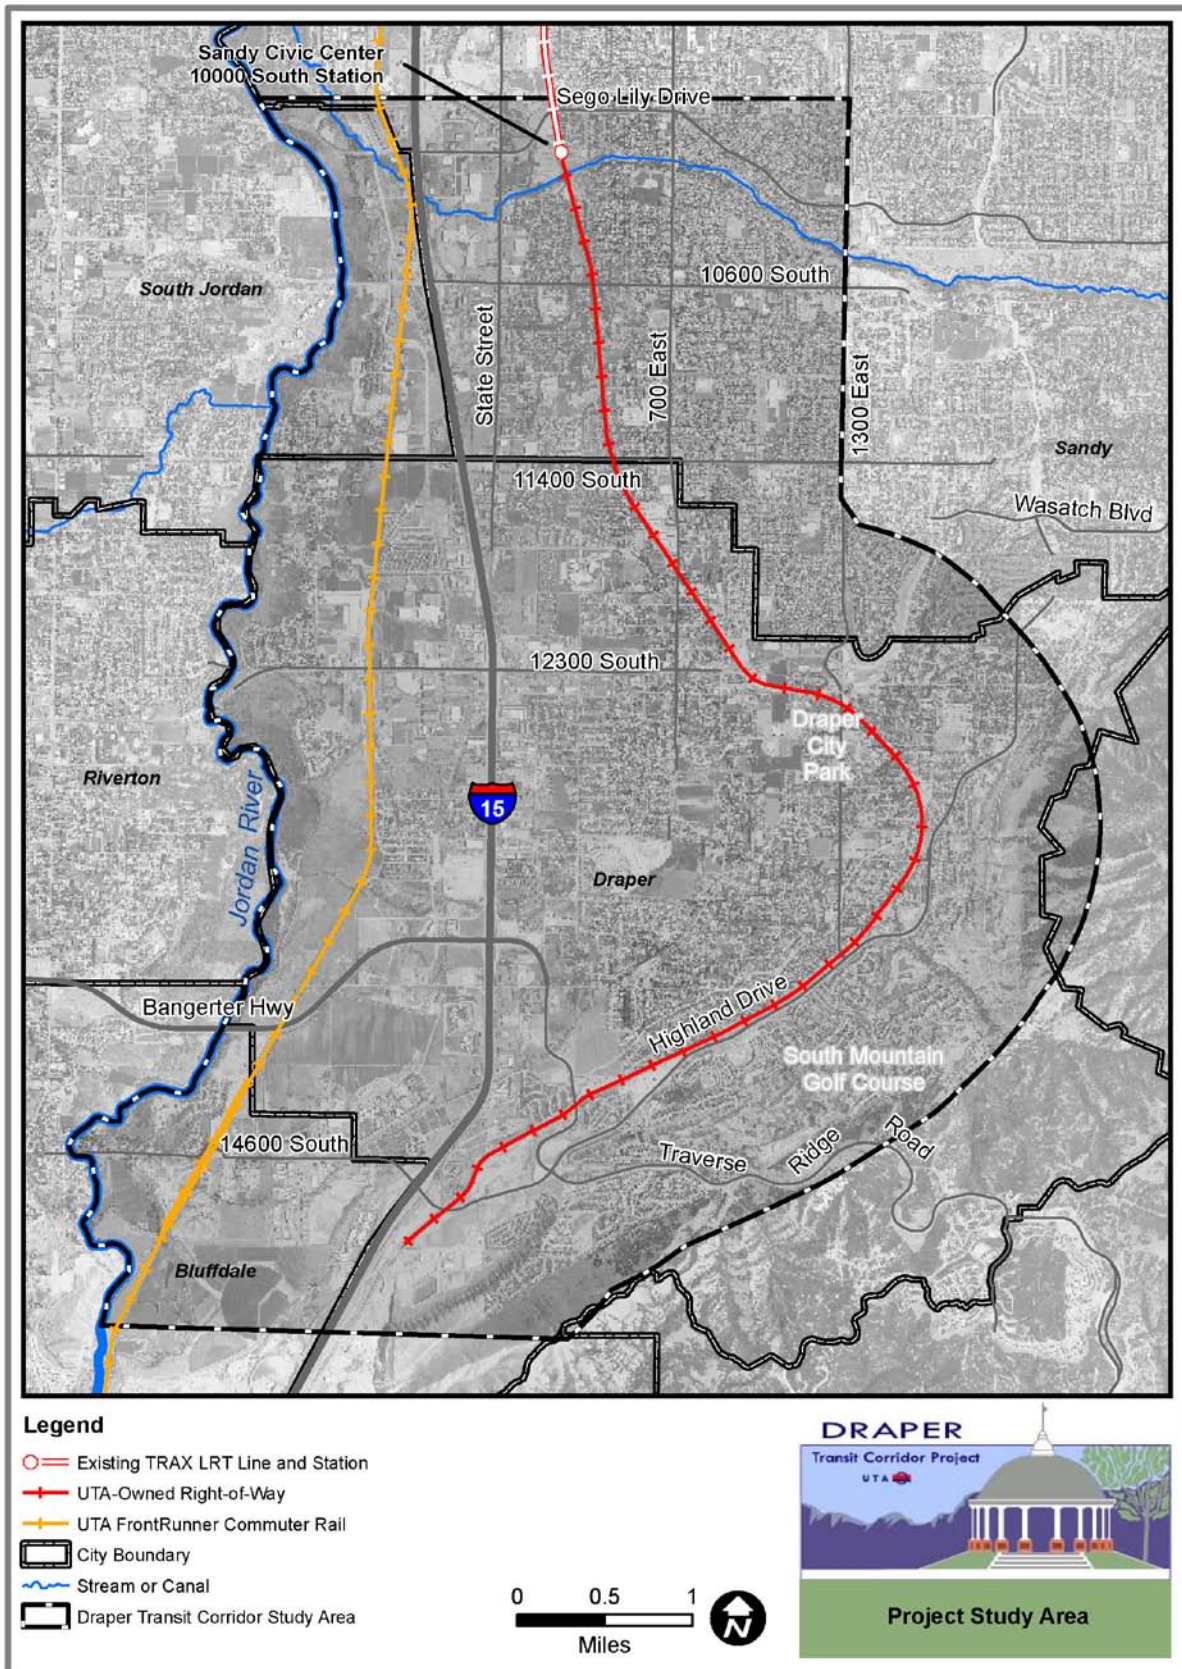 Sandy Civic Center
10000 South Station
Sego Lily Drive
South Jordan
10600 South
State Street
700 East
1300 East
Sandy
11400 South
Wasatch Blvd
12300 South
Draper
City
Park
Riverton
Jordan River
15
Draper
Bangerter Hwy
Highland Drive
South Mountain
Golf Course
14600 South
Traverse Ridge Road
Bluffdale
Legend
Existing TRAX LRT Line and Station
UTA-Owned Right-of-Way
UTA FrontRunner Commuter Rail
City Boundary
Stream or Canal
Draper Transit Corridor Study Area
0 0.5 1
Miles
N
DRAPER
Transit Corridor Project
UTA
Project Study Area